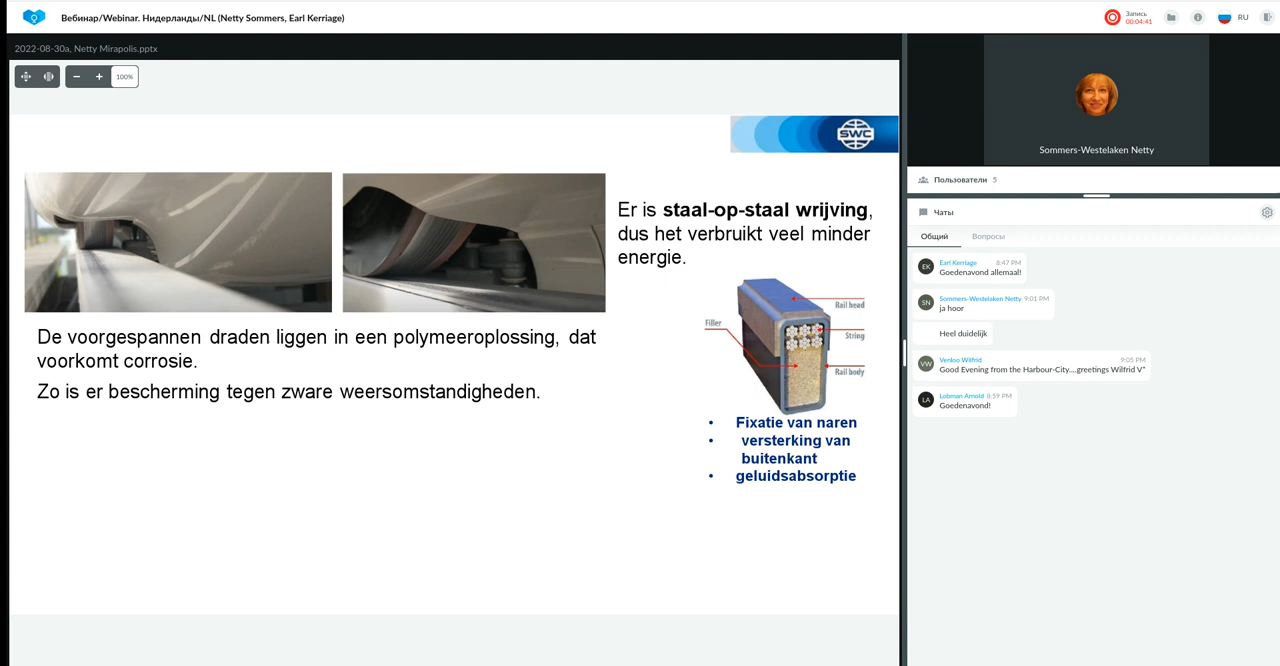 Вебинар/Webinar. Нидерланды/NL (Netty Sommers, Earl Kerriage)
Запись
00:04:41
RU
2022-08-30a, Netty Mirapolis.pptx
100%
SWC
Er is staal-op-staal wrijving,
dus het verbruikt veel minder
energie.
Rail head
Filler
String
Rail body
De voorgespannen draden liggen in een polymeeroplossing, dat
voorkomt corrosie.
Zo is er bescherming tegen zware weersomstandigheden.
• Fixatie van naren
• versterking van
buitenkant
• geluidsabsorptie
Sommers-Westelaken Netty
Пользователи 5
Чаты
Общий Вопросы
EK Earl Kerriage 8:47 PM
Goedenavond allemaal!
SN Sommers-Westelaken Netty 9:01 PM
ja hoor
Heel duidelijk
VW Venloo Wilfrid 9:05 PM
Good Evening from the Harbour-City....greetings Wilfrid V"
LA Lobman Arnold 8:59 PM
Goedenavond!